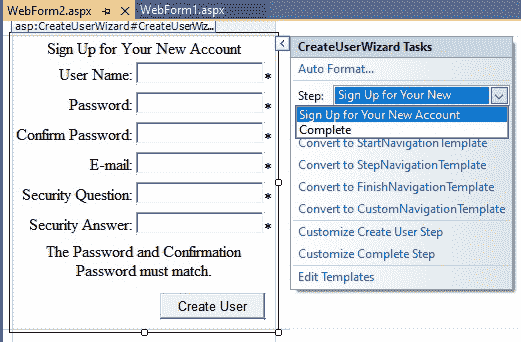 WebForm2.aspx WebForm1.aspx
asp:CreateUserWizard#CreateUserWiz...
Sign Up for Your New Account
User Name: *
Password: *
Confirm Password: *
E-mail: *
Security Question: *
Security Answer: *
The Password and Confirmation
Password must match.
Create User
CreateUserWizard Tasks
Auto Format...
Step: Sign Up for Your New
Sign Up for Your New Account
Complete
Convert to StartNavigationTemplate
Convert to StepNavigationTemplate
Convert to FinishNavigationTemplate
Convert to CustomNavigationTemplate
Customize Create User Step
Customize Complete Step
Edit Templates